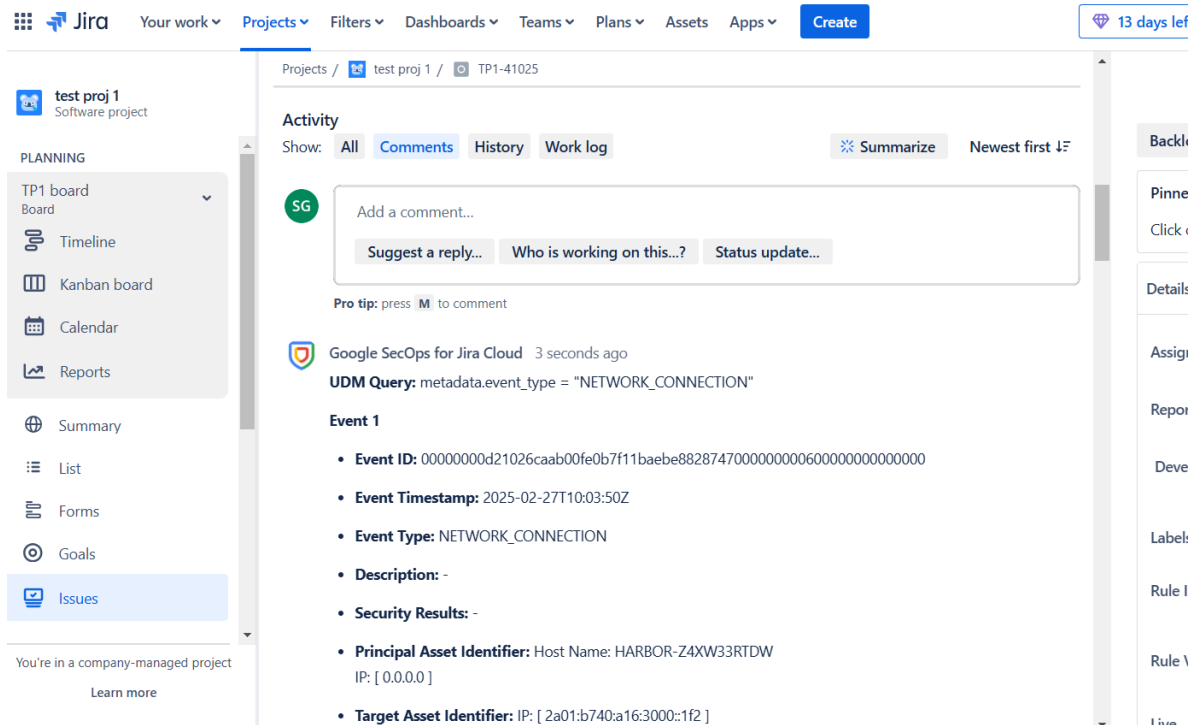 Jira
Your work
Projects
Filters
Dashboards
Teams
Plans
Assets
Apps
Create
13 days lef
test proj 1
Software project
PLANNING
TP1 board
Board
Timeline
Kanban board
Calendar
Reports
Summary
List
Forms
Goals
Issues
You're in a company-managed project
Learn more
Projects / test proj 1 / TP1-41025
Activity
Show: All Comments History Work log
Summarize
Newest first
SG
Add a comment...
Suggest a reply... Who is working on this...? Status update...
Pro tip: press M to comment
Google SecOps for Jira Cloud 3 seconds ago
UDM Query: metadata.event_type = "NETWORK_CONNECTION"
Event 1
• Event ID: 00000000d21026caab00fe0b7f11baebe88287470000000000600000000000000
• Event Timestamp: 2025-02-27T10:03:50Z
• Event Type: NETWORK_CONNECTION
• Description: -
• Security Results: -
• Principal Asset Identifier: Host Name: HARBOR-Z4XW33RTDW
IP: [ 0.0.0.0 ]
• Target Asset Identifier: IP: [ 2a01:b740:a16:3000::1f2 ]
Backl
Pinne
Click
Details
Assig
Repor
Deve
Labels
Rule I
Rule V
Live